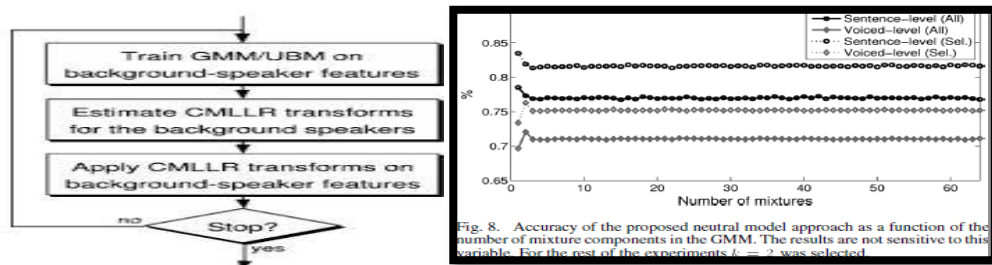 Train GMM/UBM on
background-speaker features
Estimate CMLLR transforms
for the background speakers
Apply CMLLR transforms on
background-speaker features
no
Stop?
yes
Sentence-level (All)
Voiced-level (All)
Sentence-level (Sel.)
Voiced-level (Sel.)
0.85
0.8
0.75
0.7
0.65
%
0 10 20 30 40 50 60
Number of mixtures
Fig. 8. Accuracy of the proposed neutral model approach as a function of the
number of mixture components in the GMM. The results are not sensitive to this
variable. For the rest of the experiments k = 2 was selected.